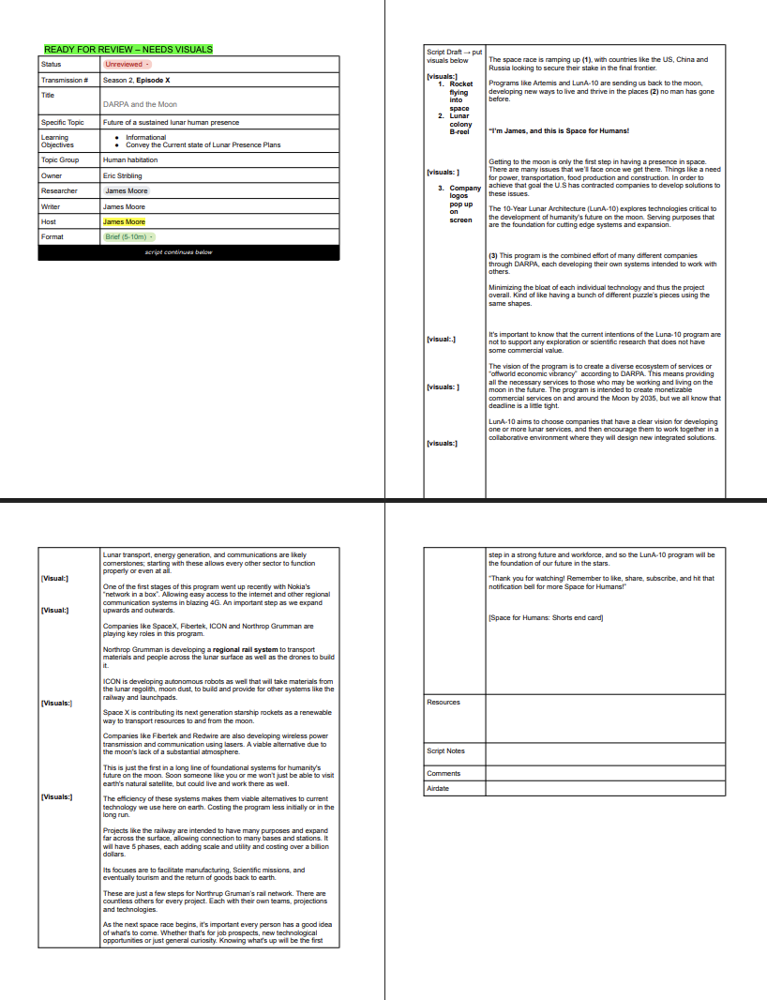 READY FOR REVIEW – NEEDS VISUALS
Status Unreviewed
Transmission # Season 2, Episode X
Title
DARPA and the Moon
Specific Topic Future of a sustained lunar human presence
Learning Objectives
● Informational
● Convey the Current state of Lunar Presence Plans
Topic Group Human habitation
Owner Eric Stribling
Researcher James Moore
Writer James Moore
Host James Moore
Format Brief (5-10m)
script continues below
Script Draft → put
visuals below
[visuals:]
1. Rocket
flying
into
space
2. Lunar
colony
B-reel
[visuals: ]
3. Company
logos
pop up
on
screen
[visual:.]
[visuals: ]
[visuals:]
The space race is ramping up (1), with countries like the US, China and
Russia looking to secure their stake in the final frontier.
Programs like Artemis and LunA-10 are sending us back to the moon,
developing new ways to live and thrive in the places (2) no man has gone
before.
“I’m James, and this is Space for Humans!
Getting to the moon is only the first step in having a presence in space.
There are many issues that we’ll face once we get there. Things like a need
for power, transportation, food production and construction. In order to
achieve that goal the U.S has contracted companies to develop solutions to
these issues.
The 10-Year Lunar Architecture (LunA-10) explores technologies critical to
the development of humanity’s future on the moon. Serving purposes that
are the foundation for cutting edge systems and expansion.
(3) This program is the combined effort of many different companies
through DARPA, each developing their own systems intended to work with
others.
Minimizing the bloat of each individual technology and thus the project
overall. Kind of like having a bunch of different puzzle’s pieces using the
same shapes.
It’s important to know that the current intentions of the Luna-10 program are
not to support any exploration or scientific research that does not have
some commercial value.
The vision of the program is to create a diverse ecosystem of services or
“offworld economic vibrancy” according to DARPA. This means providing
all the necessary services to those who may be working and living on the
moon in the future. The program is intended to create monetizable
commercial services on and around the Moon by 2035, but we all know that
deadline is a little tight.
LunA-10 aims to choose companies that have a clear vision for developing
one or more lunar services, and then encourage them to work together in a
collaborative environment where they will design new integrated solutions.
[Visual:]
[Visual:]
[Visuals:]
[Visuals:]
Lunar transport, energy generation, and communications are likely
cornerstones; starting with these allows every other sector to function
properly or even at all.
One of the first stages of this program went up recently with Nokia’s
“network in a box”. Allowing easy access to the internet and other regional
communication systems in blazing 4G. An important step as we expand
upwards and outwards.
Companies like SpaceX, Fibertek, ICON and Northrop Grumman are
playing key roles in this program.
Northrop Grumman is developing a regional rail system to transport
materials and people across the lunar surface as well as the drones to build
it.
ICON is developing autonomous robots as well that will take materials from
the lunar regolith, moon dust, to build and provide for other systems like the
railway and launchpads.
Space X is contributing its next generation starship rockets as a renewable
way to transport resources to and from the moon.
Companies like Fibertek and Redwire are also developing wireless power
transmission and communication using lasers. A viable alternative due to
the moon’s lack of a substantial atmosphere.
This is just the first in a long line of foundational systems for humanity’s
future on the moon. Soon someone like you or me won’t just be able to visit
earth’s natural satellite, but could live and work there as well.
The efficiency of these systems makes them viable alternatives to current
technology we use here on earth. Costing the program less initially or in the
long run.
Projects like the railway are intended to have many purposes and expand
far across the surface, allowing connection to many bases and stations. It
will have 5 phases, each adding scale and utility and costing over a billion
dollars.
Its focuses are to facilitate manufacturing, Scientific missions, and
eventually tourism and the return of goods back to earth.
These are just a few steps for Northrup Gruman’s rail network. There are
countless others for every project. Each with their own teams, projections
and technologies.
As the next space race begins, it’s important every person has a good idea
of what’s to come. Whether that’s for job prospects, new technological
opportunities or just general curiosity. Knowing what’s up will be the first
step in a strong future and workforce, and so the LunA-10 program will be
the foundation of our future in the stars.
“Thank you for watching! Remember to like, share, subscribe, and hit that
notification bell for more Space for Humans!”
[Space for Humans: Shorts end card]
Resources
Script Notes
Comments
Airdate